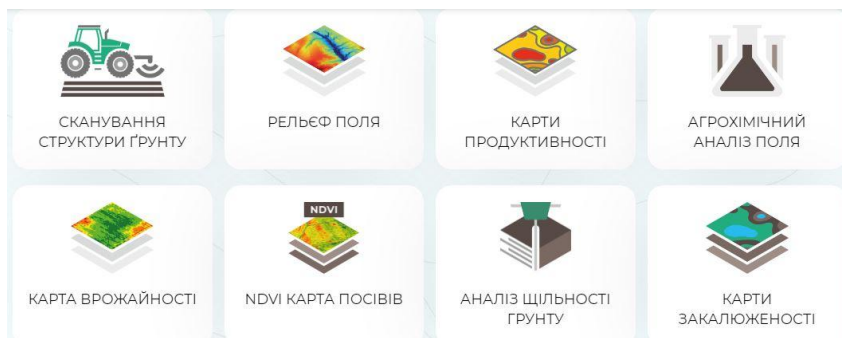 СКАНУВАННЯ
СТРУКТУРИ ҐРУНТУ
РЕЛЬЄФ ПОЛЯ
КАРТИ
ПРОДУКТИВНОСТІ
АГРОХІМІЧНИЙ
АНАЛІЗ ПОЛЯ
КАРТА ВРОЖАЙНОСТІ
NDVI
NDVI КАРТА ПОСІВІВ
АНАЛІЗ ЩІЛЬНОСТІ
ГРУНТУ
КАРТИ
ЗАКАЛЮЖЕНОСТІ